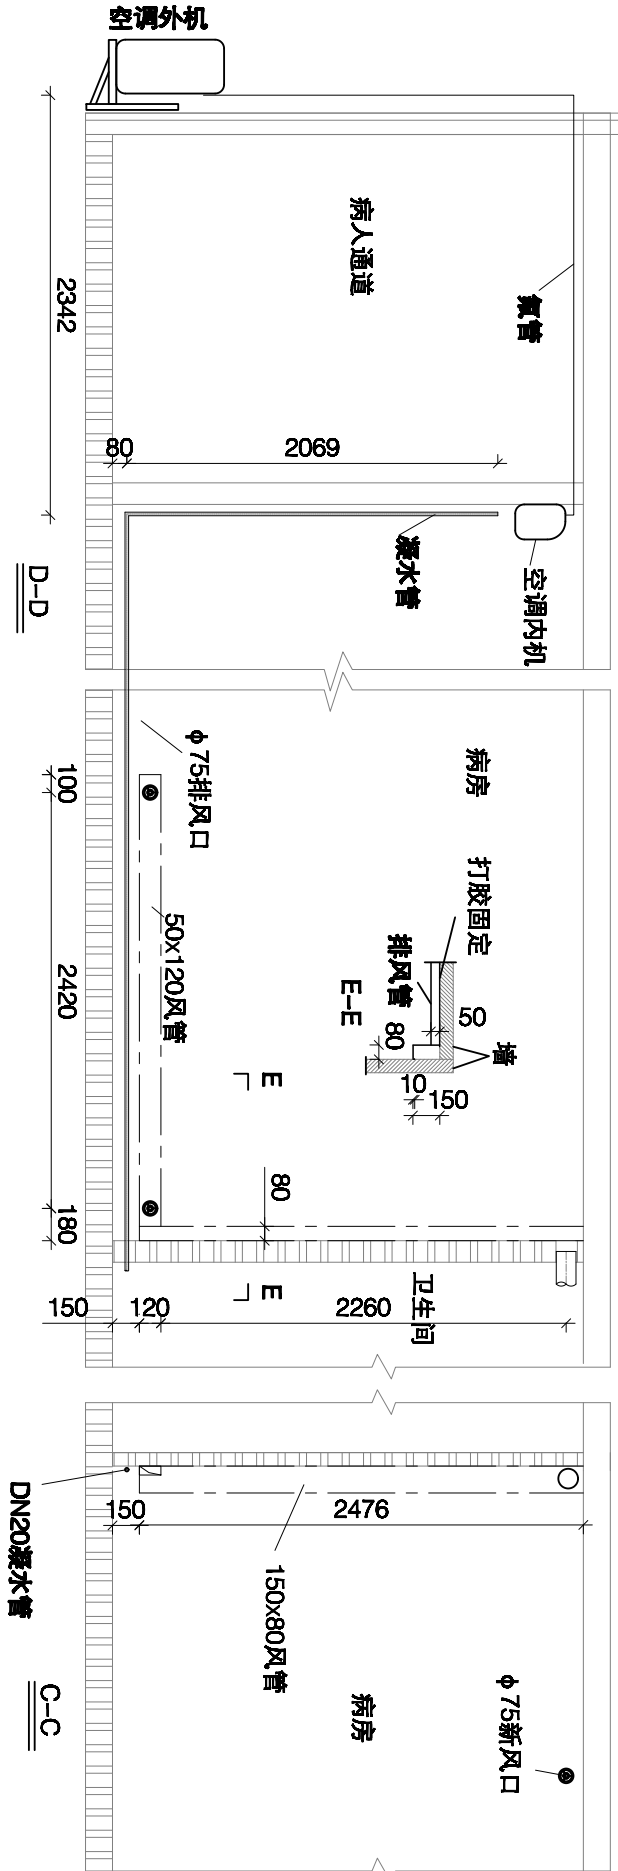 空调外机
病人通道
氟管
2342
80
2069
凝水管
空调内机
D-D
病房
φ75排风口
打胶固定
排风管
50
墙
E-E
80
10
150
100
50x120风管
2420
E
80
180
E
150
120
2260
卫生间
150
2476
DN20凝水管
150x80风管
C-C
病房
φ75新风口